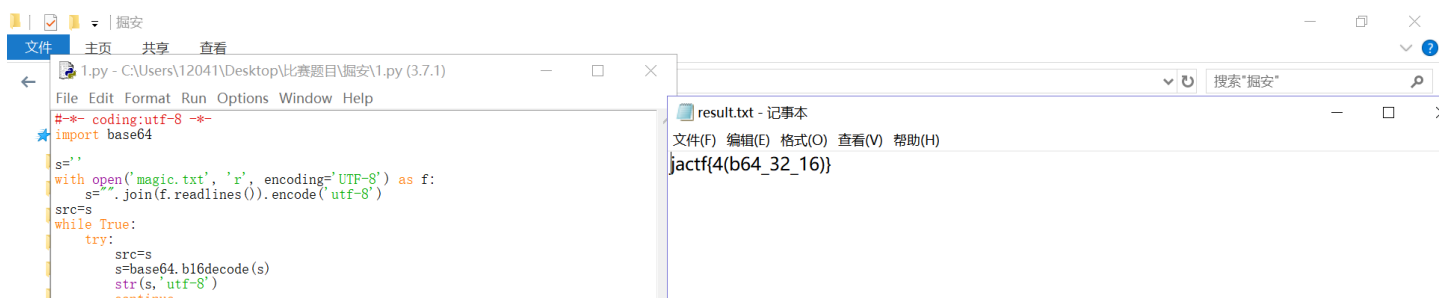 掘安
文件 主页 共享 查看
1.py - C:\Users\12041\Desktop\比赛题目\掘安\1.py (3.7.1)
搜索"掘安"
File Edit Format Run Options Window Help
#-*- coding:utf-8 -*-
import base64
s=''
with open('magic.txt', 'r', encoding='UTF-8') as f:
s="".join(f.readlines()).encode('utf-8')
src=s
while True:
try:
src=s
s=base64.b16decode(s)
str(s,'utf-8')
continue
result.txt - 记事本
文件(F) 编辑(E) 格式(O) 查看(V) 帮助(H)
jactf{4(b64_32_16)}